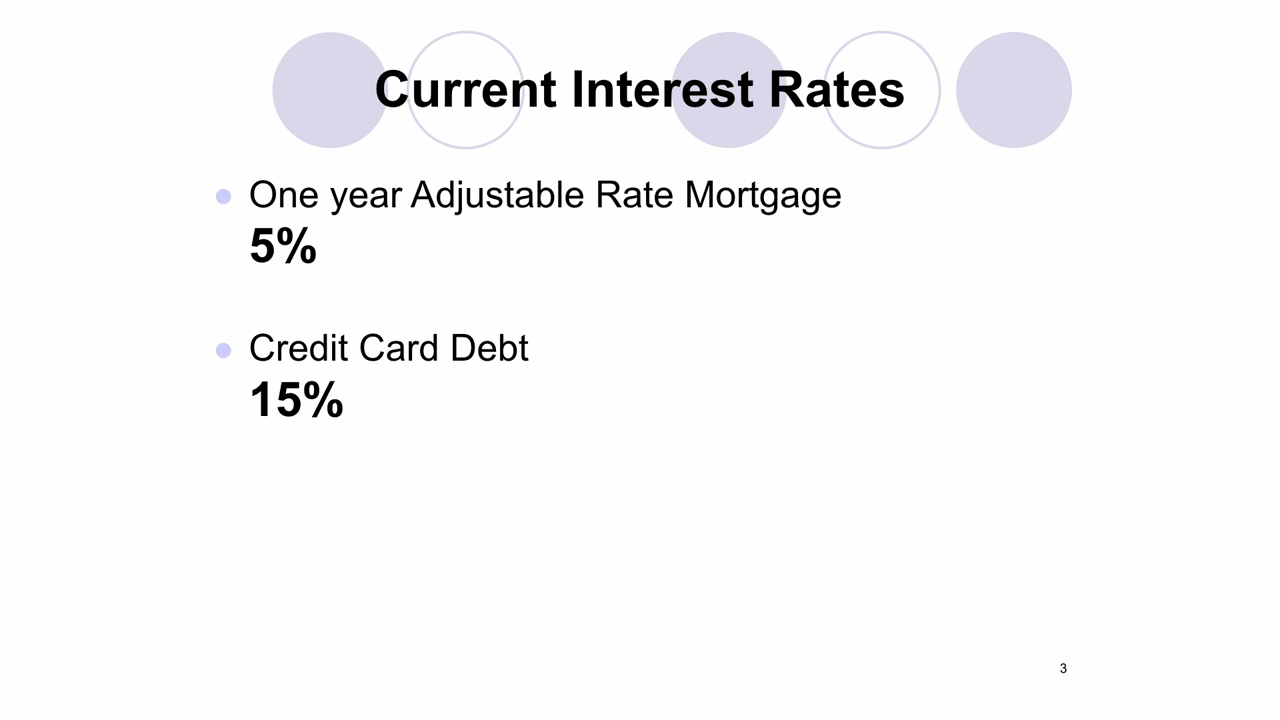 Current Interest Rates
One year Adjustable Rate Mortgage
5%
Credit Card Debt
15%
3